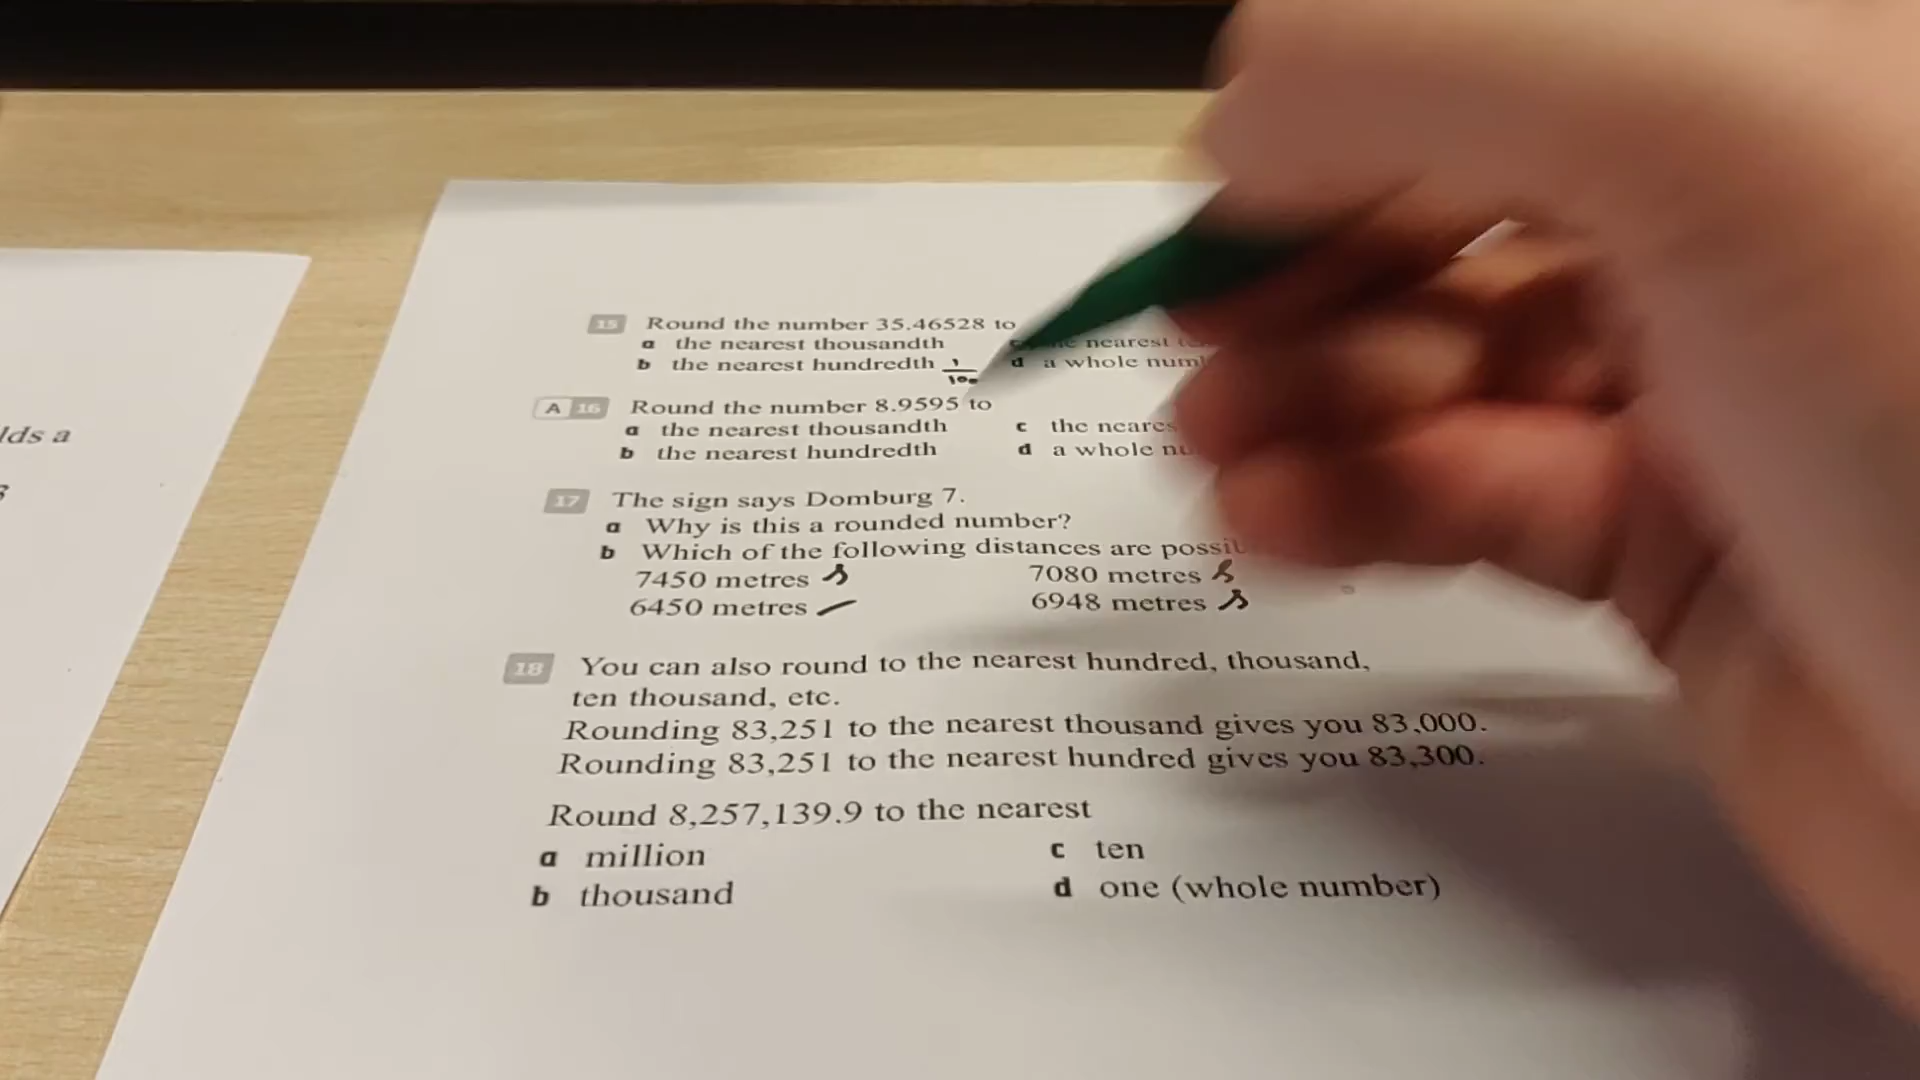 lds a
15 Round the number 35.46528 to
a the nearest thousandth
nearest
b the nearest hundredth 1/100
d a whole
A 16 Round the number 8.9595 to
a the nearest thousandth
c the
b the nearest hundredth
d a whole
17 The sign says Domburg 7.
a Why is this a rounded number?
b Which of the following distances are
7450 metres
7080 metres
6450 metres
6948 metres
18 You can also round to the nearest hundred, thousand,
ten thousand, etc.
Rounding 83,251 to the nearest thousand gives you 83,000.
Rounding 83,251 to the nearest hundred gives you 83,300.
Round 8,257,139.9 to the nearest
a million
c ten
b thousand
d one (whole number)